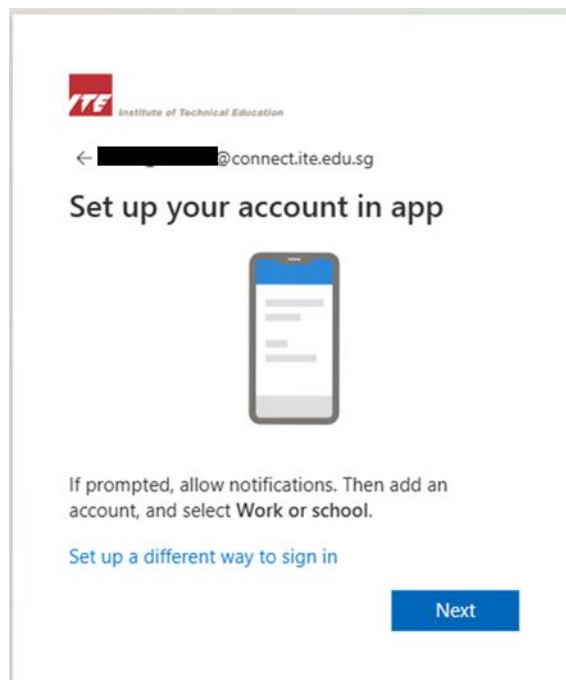 ITE
Institute of Technical Education
@connect.ite.edu.sg
Set up your account in app
If prompted, allow notifications. Then add an
account, and select Work or school.
Set up a different way to sign in
Next